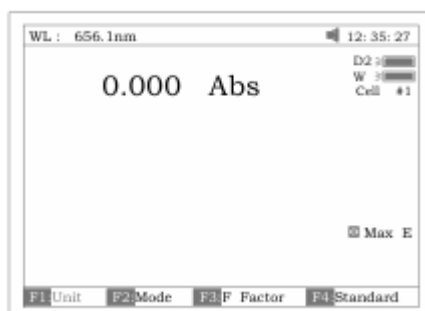 WL: 656.1nm 12:35:27
D2
W
0.000 Abs
Cell #1
Max E
F1:Unit F2:Mode F3:F Factor F4:Standard